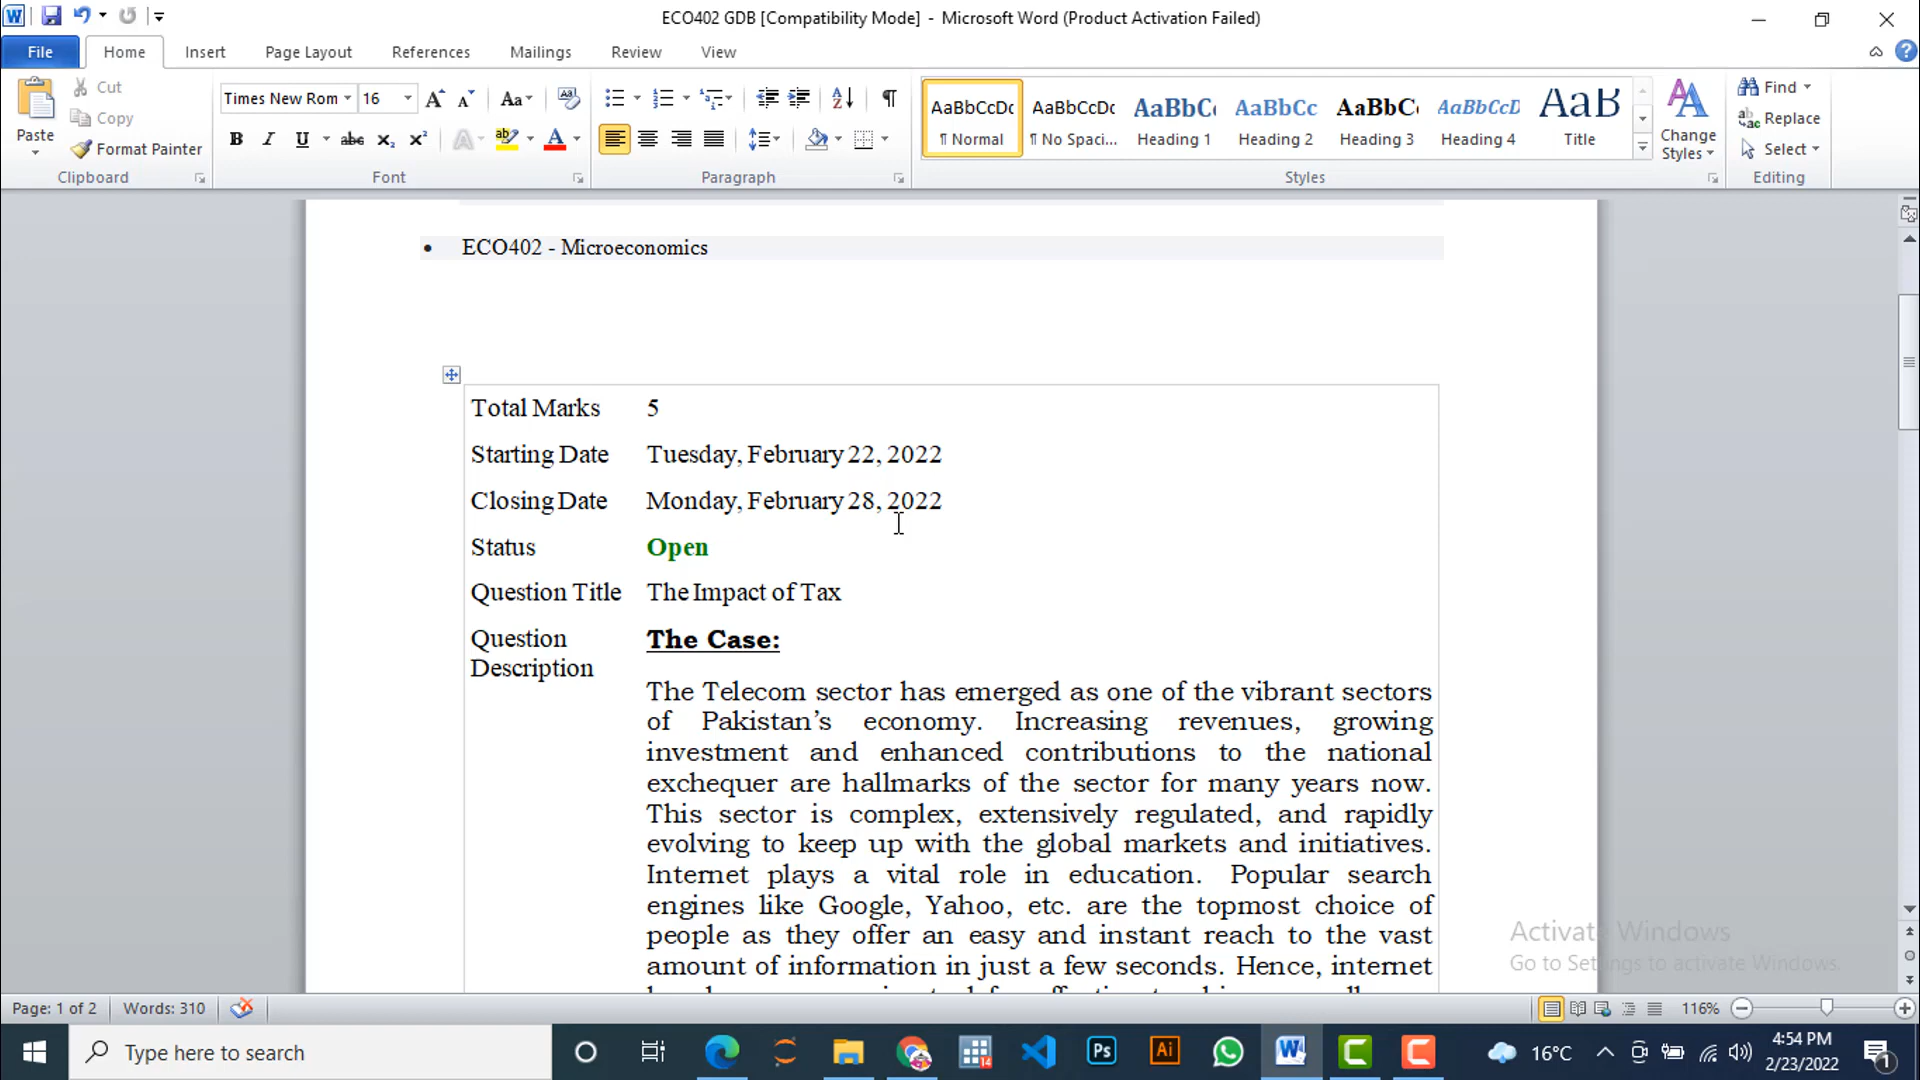 ECO402 GDB [Compatibility Mode] - Microsoft Word (Product Activation Failed)
File Home Insert Page Layout References Mailings Review View
Cut
Copy
Format Painter
Paste
Clipboard
Times New Rom 16
Font
Paragraph
AaBbCcDc AaBbCcDc AaBbC AaBbCc AaBbC AaBbCcD AaB
¶ Normal ¶ No Spaci... Heading 1 Heading 2 Heading 3 Heading 4 Title
Change Styles
Styles
Find
Replace
Select
Editing
• ECO402 - Microeconomics
Total Marks 5
Starting Date Tuesday, February 22, 2022
Closing Date Monday, February 28, 2022
Status Open
Question Title The Impact of Tax
Question Description
The Case:
The Telecom sector has emerged as one of the vibrant sectors
of Pakistan’s economy. Increasing revenues, growing
investment and enhanced contributions to the national
exchequer are hallmarks of the sector for many years now.
This sector is complex, extensively regulated, and rapidly
evolving to keep up with the global markets and initiatives.
Internet plays a vital role in education. Popular search
engines like Google, Yahoo, etc. are the topmost choice of
people as they offer an easy and instant reach to the vast
amount of information in just a few seconds. Hence, internet
Activate Windows
Go to Settings to activate Windows.
Page: 1 of 2 Words: 310
116%
Type here to search
16°C
4:54 PM
2/23/2022